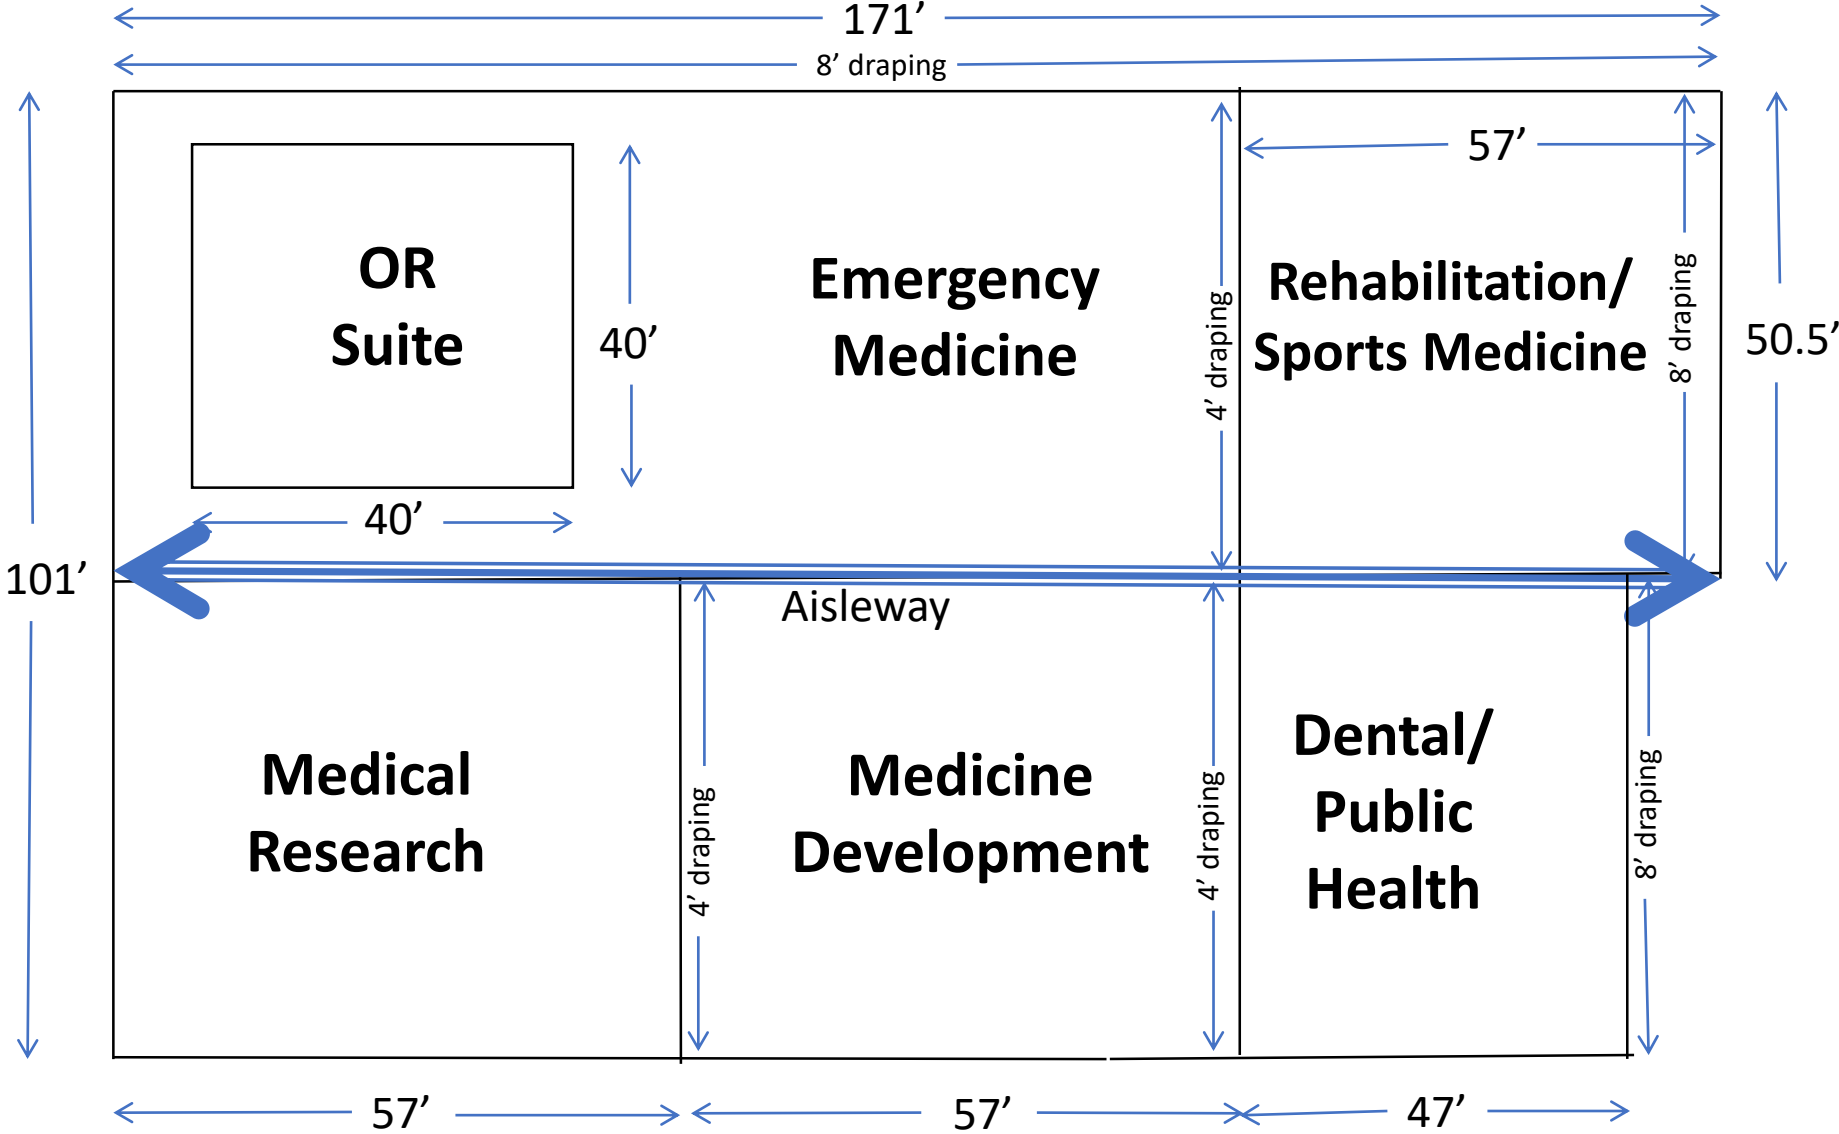 171’
8’ draping
57’
OR
Suite
40’
40’
Emergency
Medicine
4’ draping
Rehabilitation/
Sports Medicine
8’ draping
50.5’
101’
Aisleway
Medical
Research
4’ draping
Medicine
Development
4’ draping
Dental/
Public
Health
8’ draping
57’
57’
47’